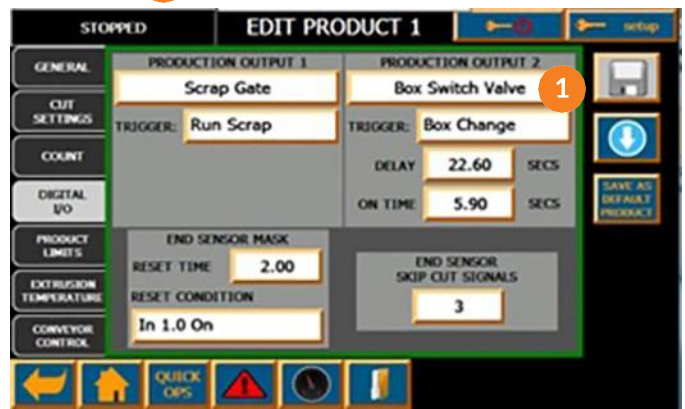 STOPPED
EDIT PRODUCT 1
setup
GENERAL
CUT
SETTINGS
COUNT
DIGITAL
I/O
PRODUCT
LIMITS
EXTRUSION
TEMPERATURE
CONVEYOR
CONTROL
PRODUCTION OUTPUT 1
Scrap Gate
TRIGGER: Run Scrap
PRODUCTION OUTPUT 2
Box Switch Valve
1
TRIGGER: Box Change
DELAY 22.60 SECS
ON TIME 5.90 SECS
END SENSOR MASK
RESET TIME 2.00
RESET CONDITION
In 1.0 On
END SENSOR
SKIP CUT SIGNALS
3
SAVE AS
DEFAULT
PRODUCT
QUICK
OPS